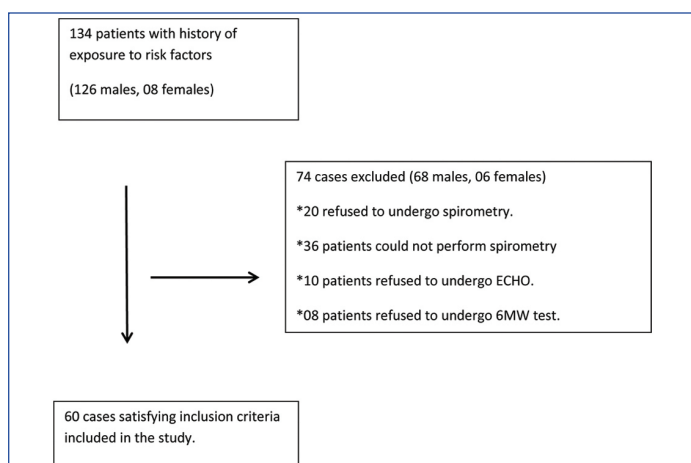 134 patients with history of
exposure to risk factors
(126 males, 08 females)
74 cases excluded (68 males, 06 females)
*20 refused to undergo spirometry.
*36 patients could not perform spirometry
*10 patients refused to undergo ECHO.
*08 patients refused to undergo 6MW test.
60 cases satisfying inclusion criteria
included in the study.